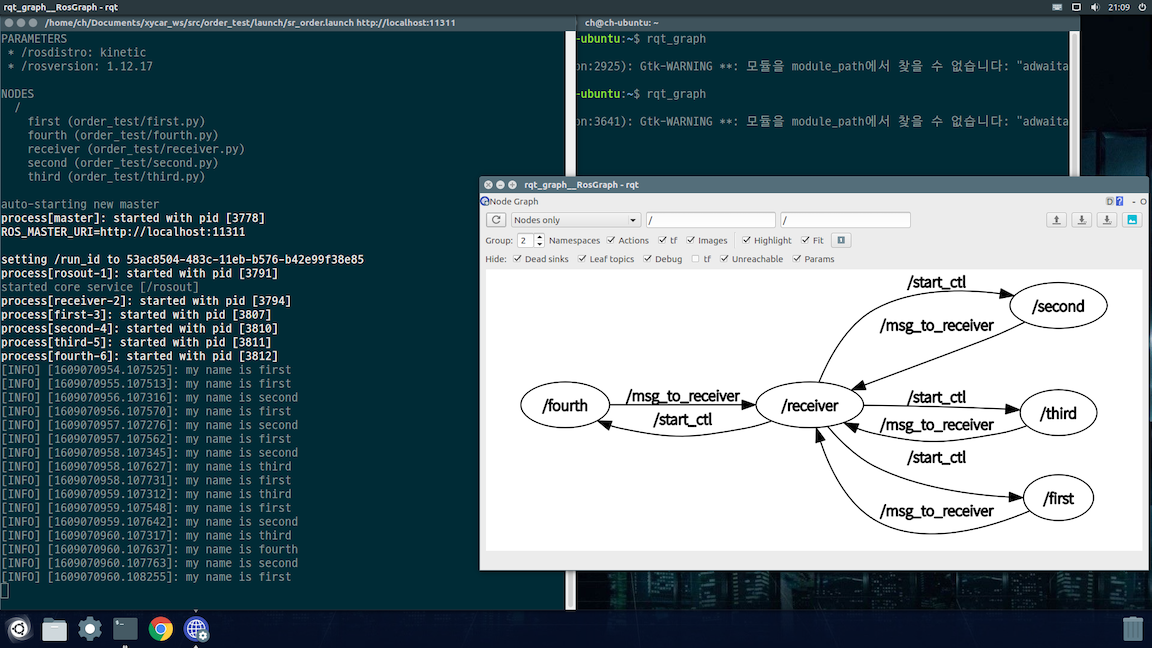 rqt_graph__RosGraph - rqt
21:09
/home/ch/Documents/xycar_ws/src/order_test/launch/sr_order.launch http://localhost:11311
PARAMETERS
* /rosdistro: kinetic
* /rosversion: 1.12.17
NODES
/
first (order_test/first.py)
fourth (order_test/fourth.py)
receiver (order_test/receiver.py)
second (order_test/second.py)
third (order_test/third.py)
auto-starting new master
process[master]: started with pid [3778]
ROS_MASTER_URI=http://localhost:11311
setting /run_id to 53ac8504-483c-11eb-b576-b42e99f38e85
process[rosout-1]: started with pid [3791]
started core service [/rosout]
process[receiver-2]: started with pid [3794]
process[first-3]: started with pid [3807]
process[second-4]: started with pid [3810]
process[third-5]: started with pid [3811]
process[fourth-6]: started with pid [3812]
[INFO] [1609070954.107525]: my name is first
[INFO] [1609070955.107513]: my name is first
[INFO] [1609070956.107316]: my name is second
[INFO] [1609070956.107570]: my name is first
[INFO] [1609070957.107276]: my name is second
[INFO] [1609070957.107562]: my name is first
[INFO] [1609070958.107345]: my name is second
[INFO] [1609070958.107627]: my name is third
[INFO] [1609070958.107731]: my name is first
[INFO] [1609070959.107312]: my name is third
[INFO] [1609070959.107548]: my name is first
[INFO] [1609070959.107642]: my name is second
[INFO] [1609070960.107317]: my name is third
[INFO] [1609070960.107637]: my name is fourth
[INFO] [1609070960.107763]: my name is second
[INFO] [1609070960.108255]: my name is first
ch@ch-ubuntu: ~
-ubuntu:~$ rqt_graph
on:2925): Gtk-WARNING **: 모듈을 module_path에서 찾을 수 없습니다: "adwaita
-ubuntu:~$ rqt_graph
on:3641): Gtk-WARNING **: 모듈을 module_path에서 찾을 수 없습니다: "adwaita
rqt_graph__RosGraph - rqt
Node Graph
D ? - O
Nodes only / /
Group: 2 Namespaces Actions tf Images Highlight Fit
Hide: Dead sinks Leaf topics Debug tf Unreachable Params
/start_ctl
/second
/msg_to_receiver
/fourth
/msg_to_receiver
/start_ctl
/receiver
/start_ctl
/third
/msg_to_receiver
/start_ctl
/first
/msg_to_receiver